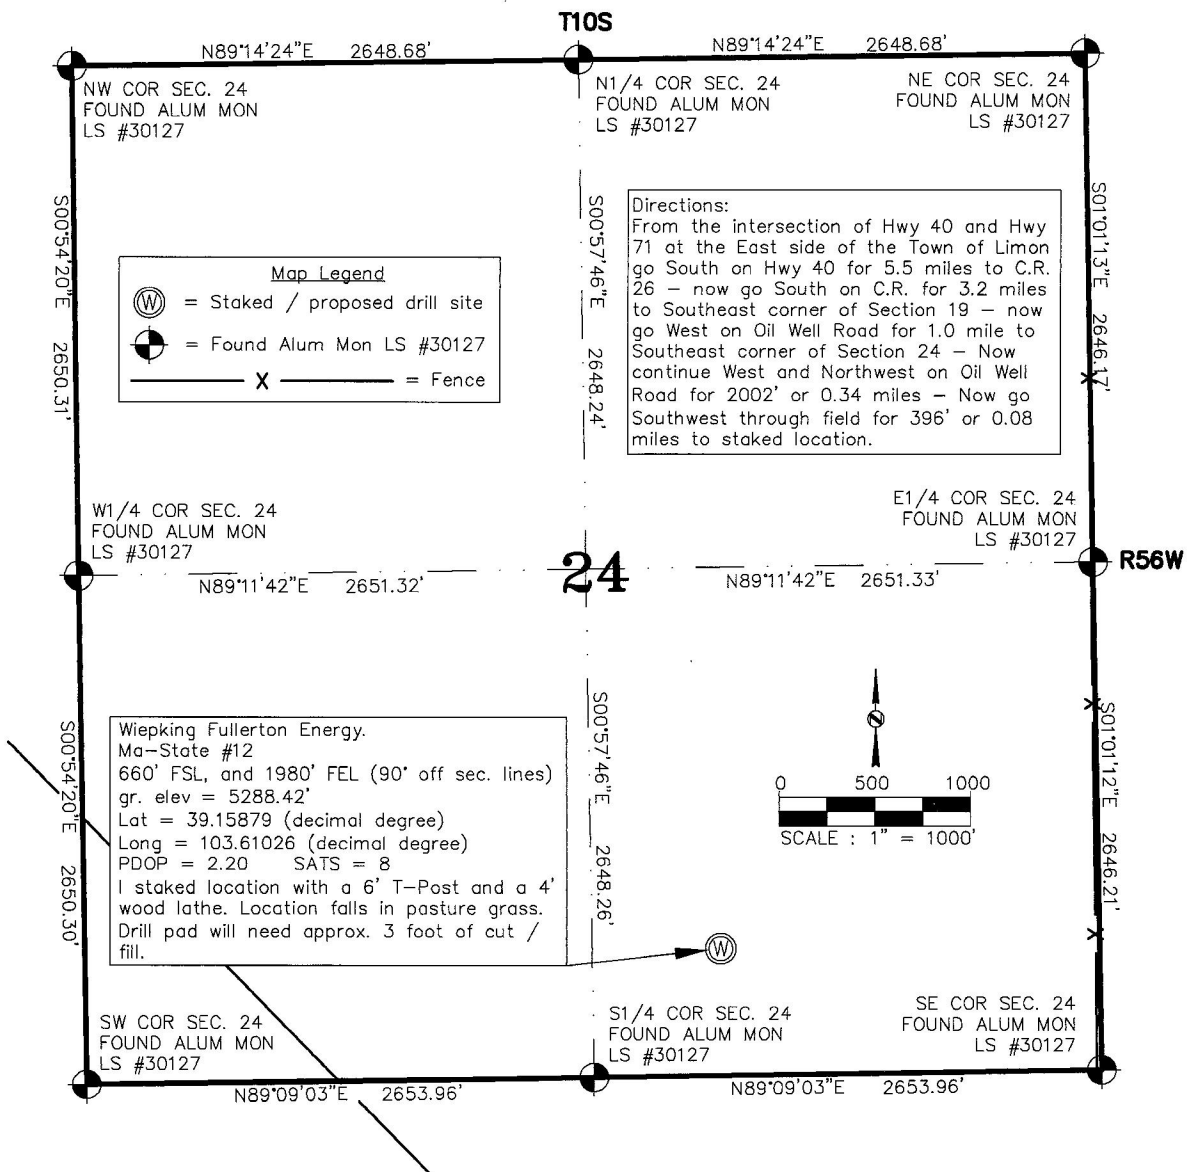 T10S
N89°14'24"E 2648.68'
N89°14'24"E 2648.68'
NW COR SEC. 24
FOUND ALUM MON
LS #30127
N1/4 COR SEC. 24
FOUND ALUM MON
LS #30127
NE COR SEC. 24
FOUND ALUM MON
LS #30127
S00°54'20"E 2650.31'
S00°57'46"E 2648.24'
S01°01'13"E 2646.17'
Map Legend
W = Staked / proposed drill site
= Found Alum Mon LS #30127
X = Fence
Directions:
From the intersection of Hwy 40 and Hwy
71 at the East side of the Town of Limon
go South on Hwy 40 for 5.5 miles to C.R.
26 – now go South on C.R. for 3.2 miles
to Southeast corner of Section 19 – now
go West on Oil Well Road for 1.0 mile to
Southeast corner of Section 24 – Now
continue West and Northwest on Oil Well
Road for 2002' or 0.34 miles – Now go
Southwest through field for 396' or 0.08
miles to staked location.
X
W1/4 COR SEC. 24
FOUND ALUM MON
LS #30127
E1/4 COR SEC. 24
FOUND ALUM MON
LS #30127
24
R56W
N89°11'42"E 2651.32'
N89°11'42"E 2651.33'
S00°54'20"E 2650.30'
S00°57'46"E 2648.26'
S01°01'12"E 2646.21'
X
Wiepking Fullerton Energy.
Ma–State #12
660' FSL, and 1980' FEL (90° off sec. lines)
gr. elev = 5288.42'
Lat = 39.15879 (decimal degree)
Long = 103.61026 (decimal degree)
PDOP = 2.20 SATS = 8
I staked location with a 6' T–Post and a 4'
wood lathe. Location falls in pasture grass.
Drill pad will need approx. 3 foot of cut /
fill.
N
0 500 1000
SCALE : 1" = 1000'
X
W
SW COR SEC. 24
FOUND ALUM MON
LS #30127
S1/4 COR SEC. 24
FOUND ALUM MON
LS #30127
SE COR SEC. 24
FOUND ALUM MON
LS #30127
N89°09'03"E 2653.96'
N89°09'03"E 2653.96'